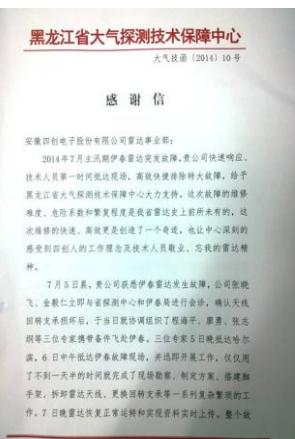 黑龙江省大气探测技术保障中心
大气技函（2014）10号
感 谢 信
安徽四创电子股份有限公司雷达事业部：
2014年7月主汛期伊春雷达突发故障，贵公司快速响应、
技术人员第一时间抵达现场，高效快捷排除特大故障，给予
黑龙江省大气探测技术保障中心大力支持。这次故障的维修
难度、危险系数和繁复程度是我省雷达史上前所未有的，这
次维修的快速、高效更是创造了一个奇迹，也让中心深刻的
感受到四创人的工作理念及技术人员敬业、忘我的雷达精
神。
7月5日晨，贵公司获悉伊春雷达发生故障，公司张晓
飞、金毅仁立即与省探测中心和伊春局进行会诊，确认天线
回转支承损坏后，于当日就协调组织了程海平、廖勇、张志
纲等三位专家携带备件飞赴伊春。三位专家5日晚抵达哈尔
滨，6日中午抵达伊春故障现场，并迅即开展工作，仅仅用
了不到一天半的时间就完成了现场勘察、制定方案、搭建脚
手架、拆卸雷达天线、更换回转支承等一系列复杂繁琐的工
作。7日晚雷达恢复正常运转和实现资料实时上传。整个故